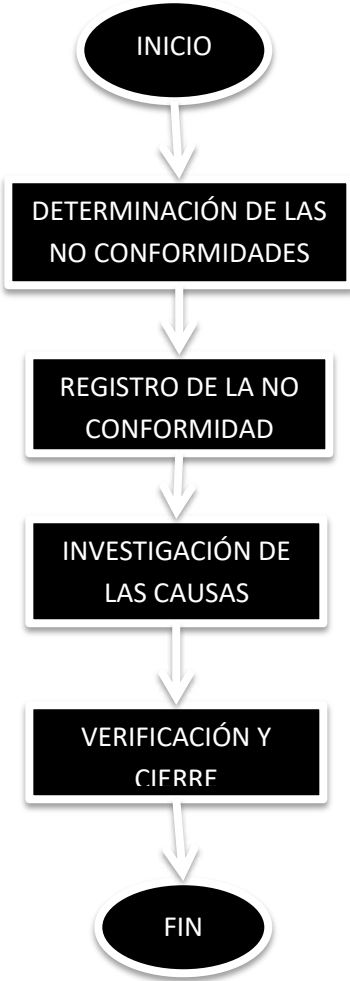 INICIO
DETERMINACIÓN DE LAS
NO CONFORMIDADES
REGISTRO DE LA NO
CONFORMIDAD
INVESTIGACIÓN DE
LAS CAUSAS
VERIFICACIÓN Y
CIERRE
FIN